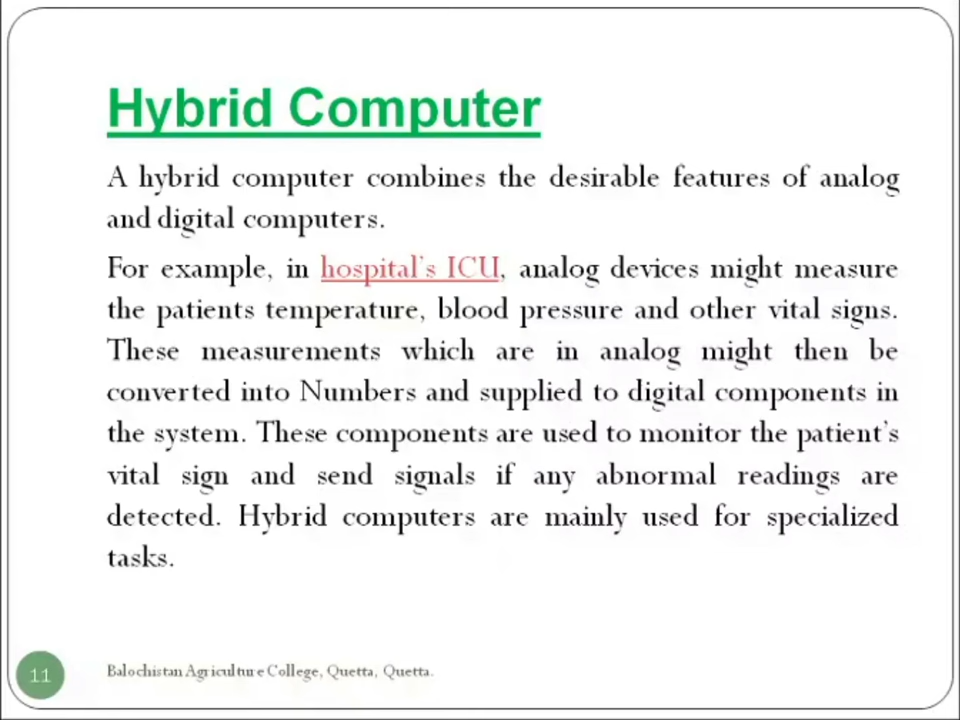 Hybrid Computer
A hybrid computer combines the desirable features of analog
and digital computers.
For example, in hospital's ICU, analog devices might measure
the patients temperature, blood pressure and other vital signs.
These measurements which are in analog might then be
converted into Numbers and supplied to digital components in
the system. These components are used to monitor the patient's
vital sign and send signals if any abnormal readings are
detected. Hybrid computers are mainly used for specialized
tasks.
11
Balochistan Agriculture College, Quetta, Quetta.